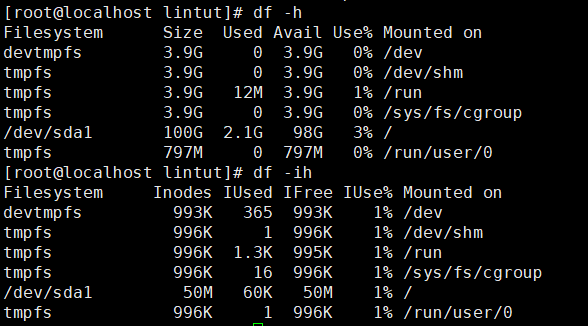 [root@localhost lintut]# df -h
Filesystem      Size  Used Avail Use% Mounted on
devtmpfs        3.9G     0  3.9G   0% /dev
tmpfs           3.9G     0  3.9G   0% /dev/shm
tmpfs           3.9G   12M  3.9G   1% /run
tmpfs           3.9G     0  3.9G   0% /sys/fs/cgroup
/dev/sda1       100G  2.1G   98G   3% /
tmpfs           797M     0  797M   0% /run/user/0
[root@localhost lintut]# df -ih
Filesystem     Inodes IUsed IFree IUse% Mounted on
devtmpfs         993K   365  993K    1% /dev
tmpfs            996K     1  996K    1% /dev/shm
tmpfs            996K  1.3K  995K    1% /run
tmpfs            996K    16  996K    1% /sys/fs/cgroup
/dev/sda1         50M   60K   50M    1% /
tmpfs            996K     1  996K    1% /run/user/0